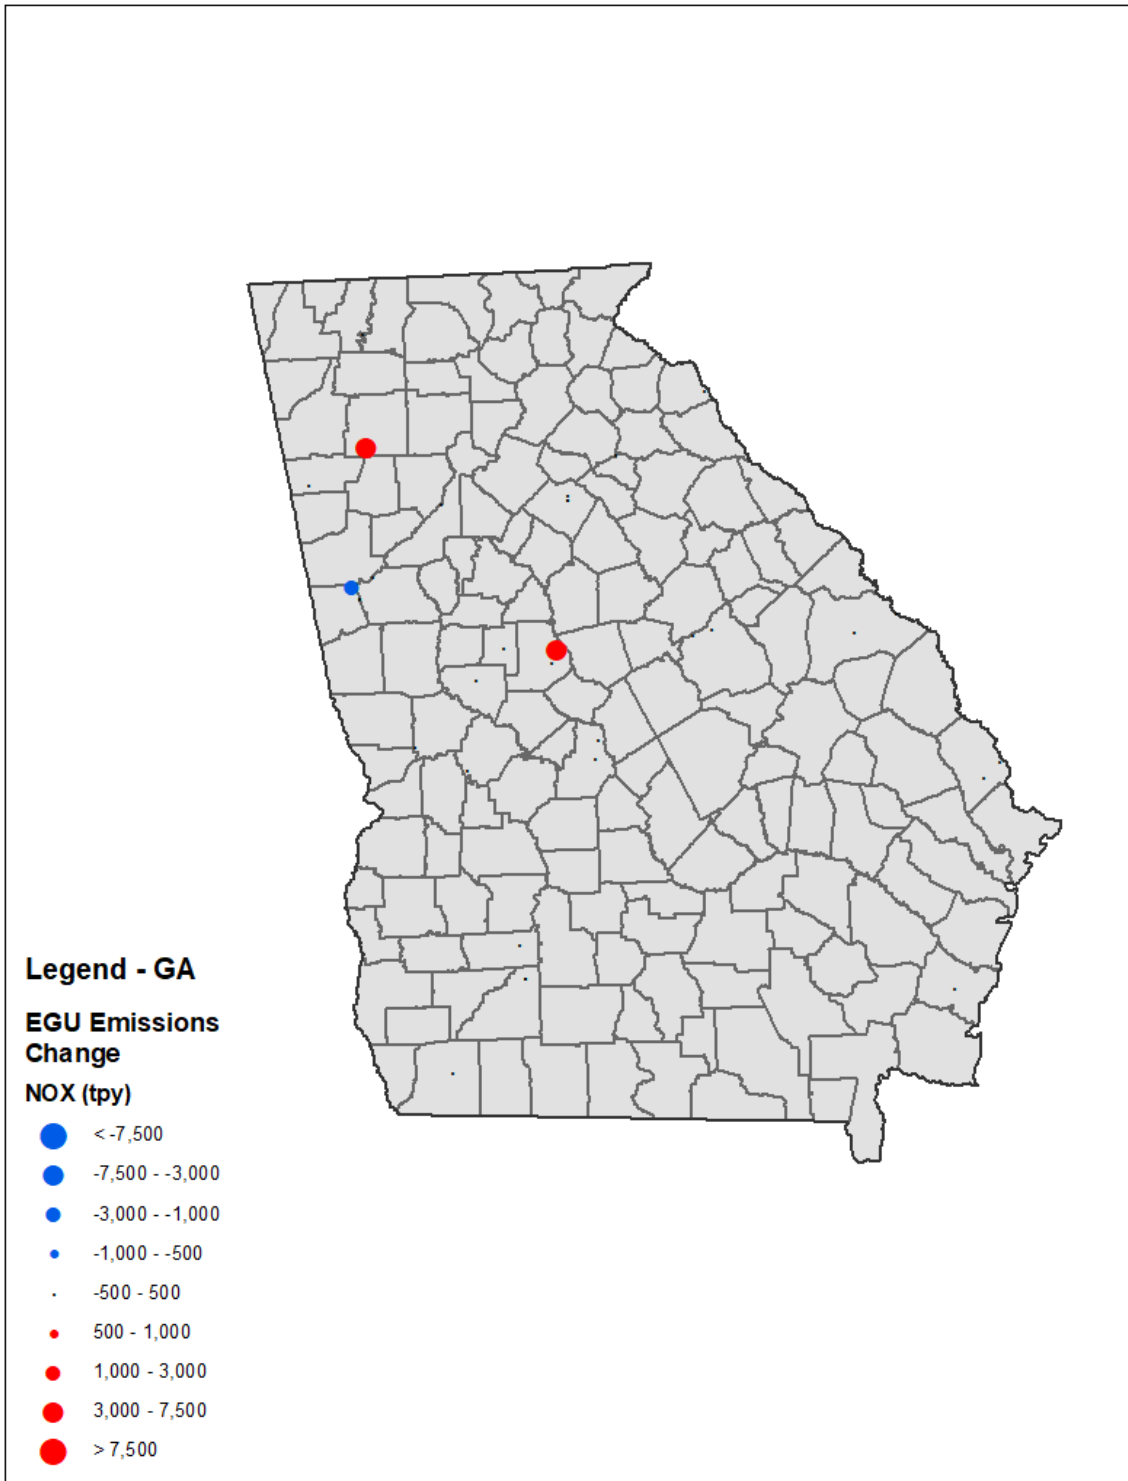 Legend - GA
EGU Emissions
Change
NOX (tpy)
< -7,500
-7,500 - -3,000
-3,000 - -1,000
-1,000 - -500
-500 - 500
500 - 1,000
1,000 - 3,000
3,000 - 7,500
> 7,500